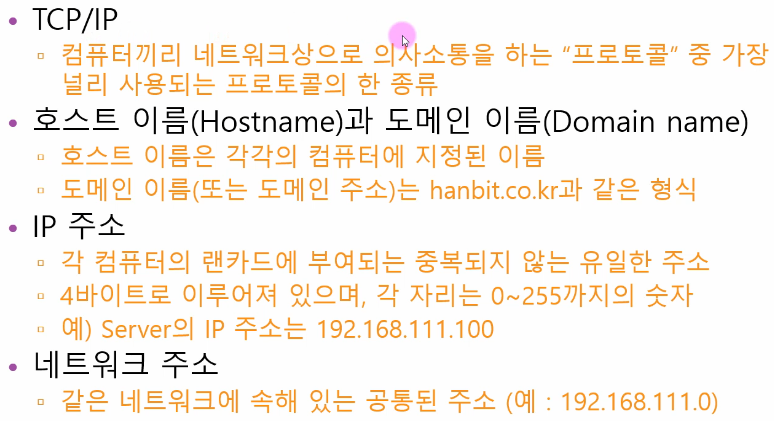 • TCP/IP
▫ 컴퓨터끼리 네트워크상으로 의사소통을 하는 “프로토콜” 중 가장
널리 사용되는 프로토콜의 한 종류
• 호스트 이름(Hostname)과 도메인 이름(Domain name)
▫ 호스트 이름은 각각의 컴퓨터에 지정된 이름
▫ 도메인 이름(또는 도메인 주소)는 hanbit.co.kr과 같은 형식
• IP 주소
▫ 각 컴퓨터의 랜카드에 부여되는 중복되지 않는 유일한 주소
▫ 4바이트로 이루어져 있으며, 각 자리는 0~255까지의 숫자
▫ 예) Server의 IP 주소는 192.168.111.100
• 네트워크 주소
▫ 같은 네트워크에 속해 있는 공통된 주소 (예 : 192.168.111.0)